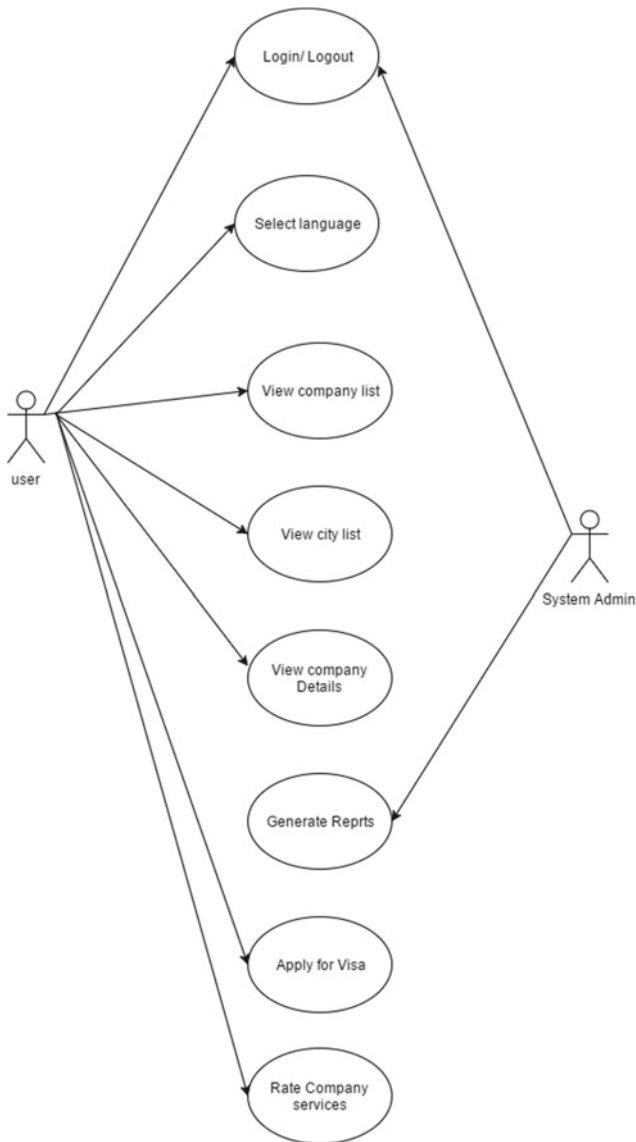 Login/ Logout
Select language
View company list
user
View city list
System Admin
View company
Details
Generate Reprts
Apply for Visa
Rate Company
services